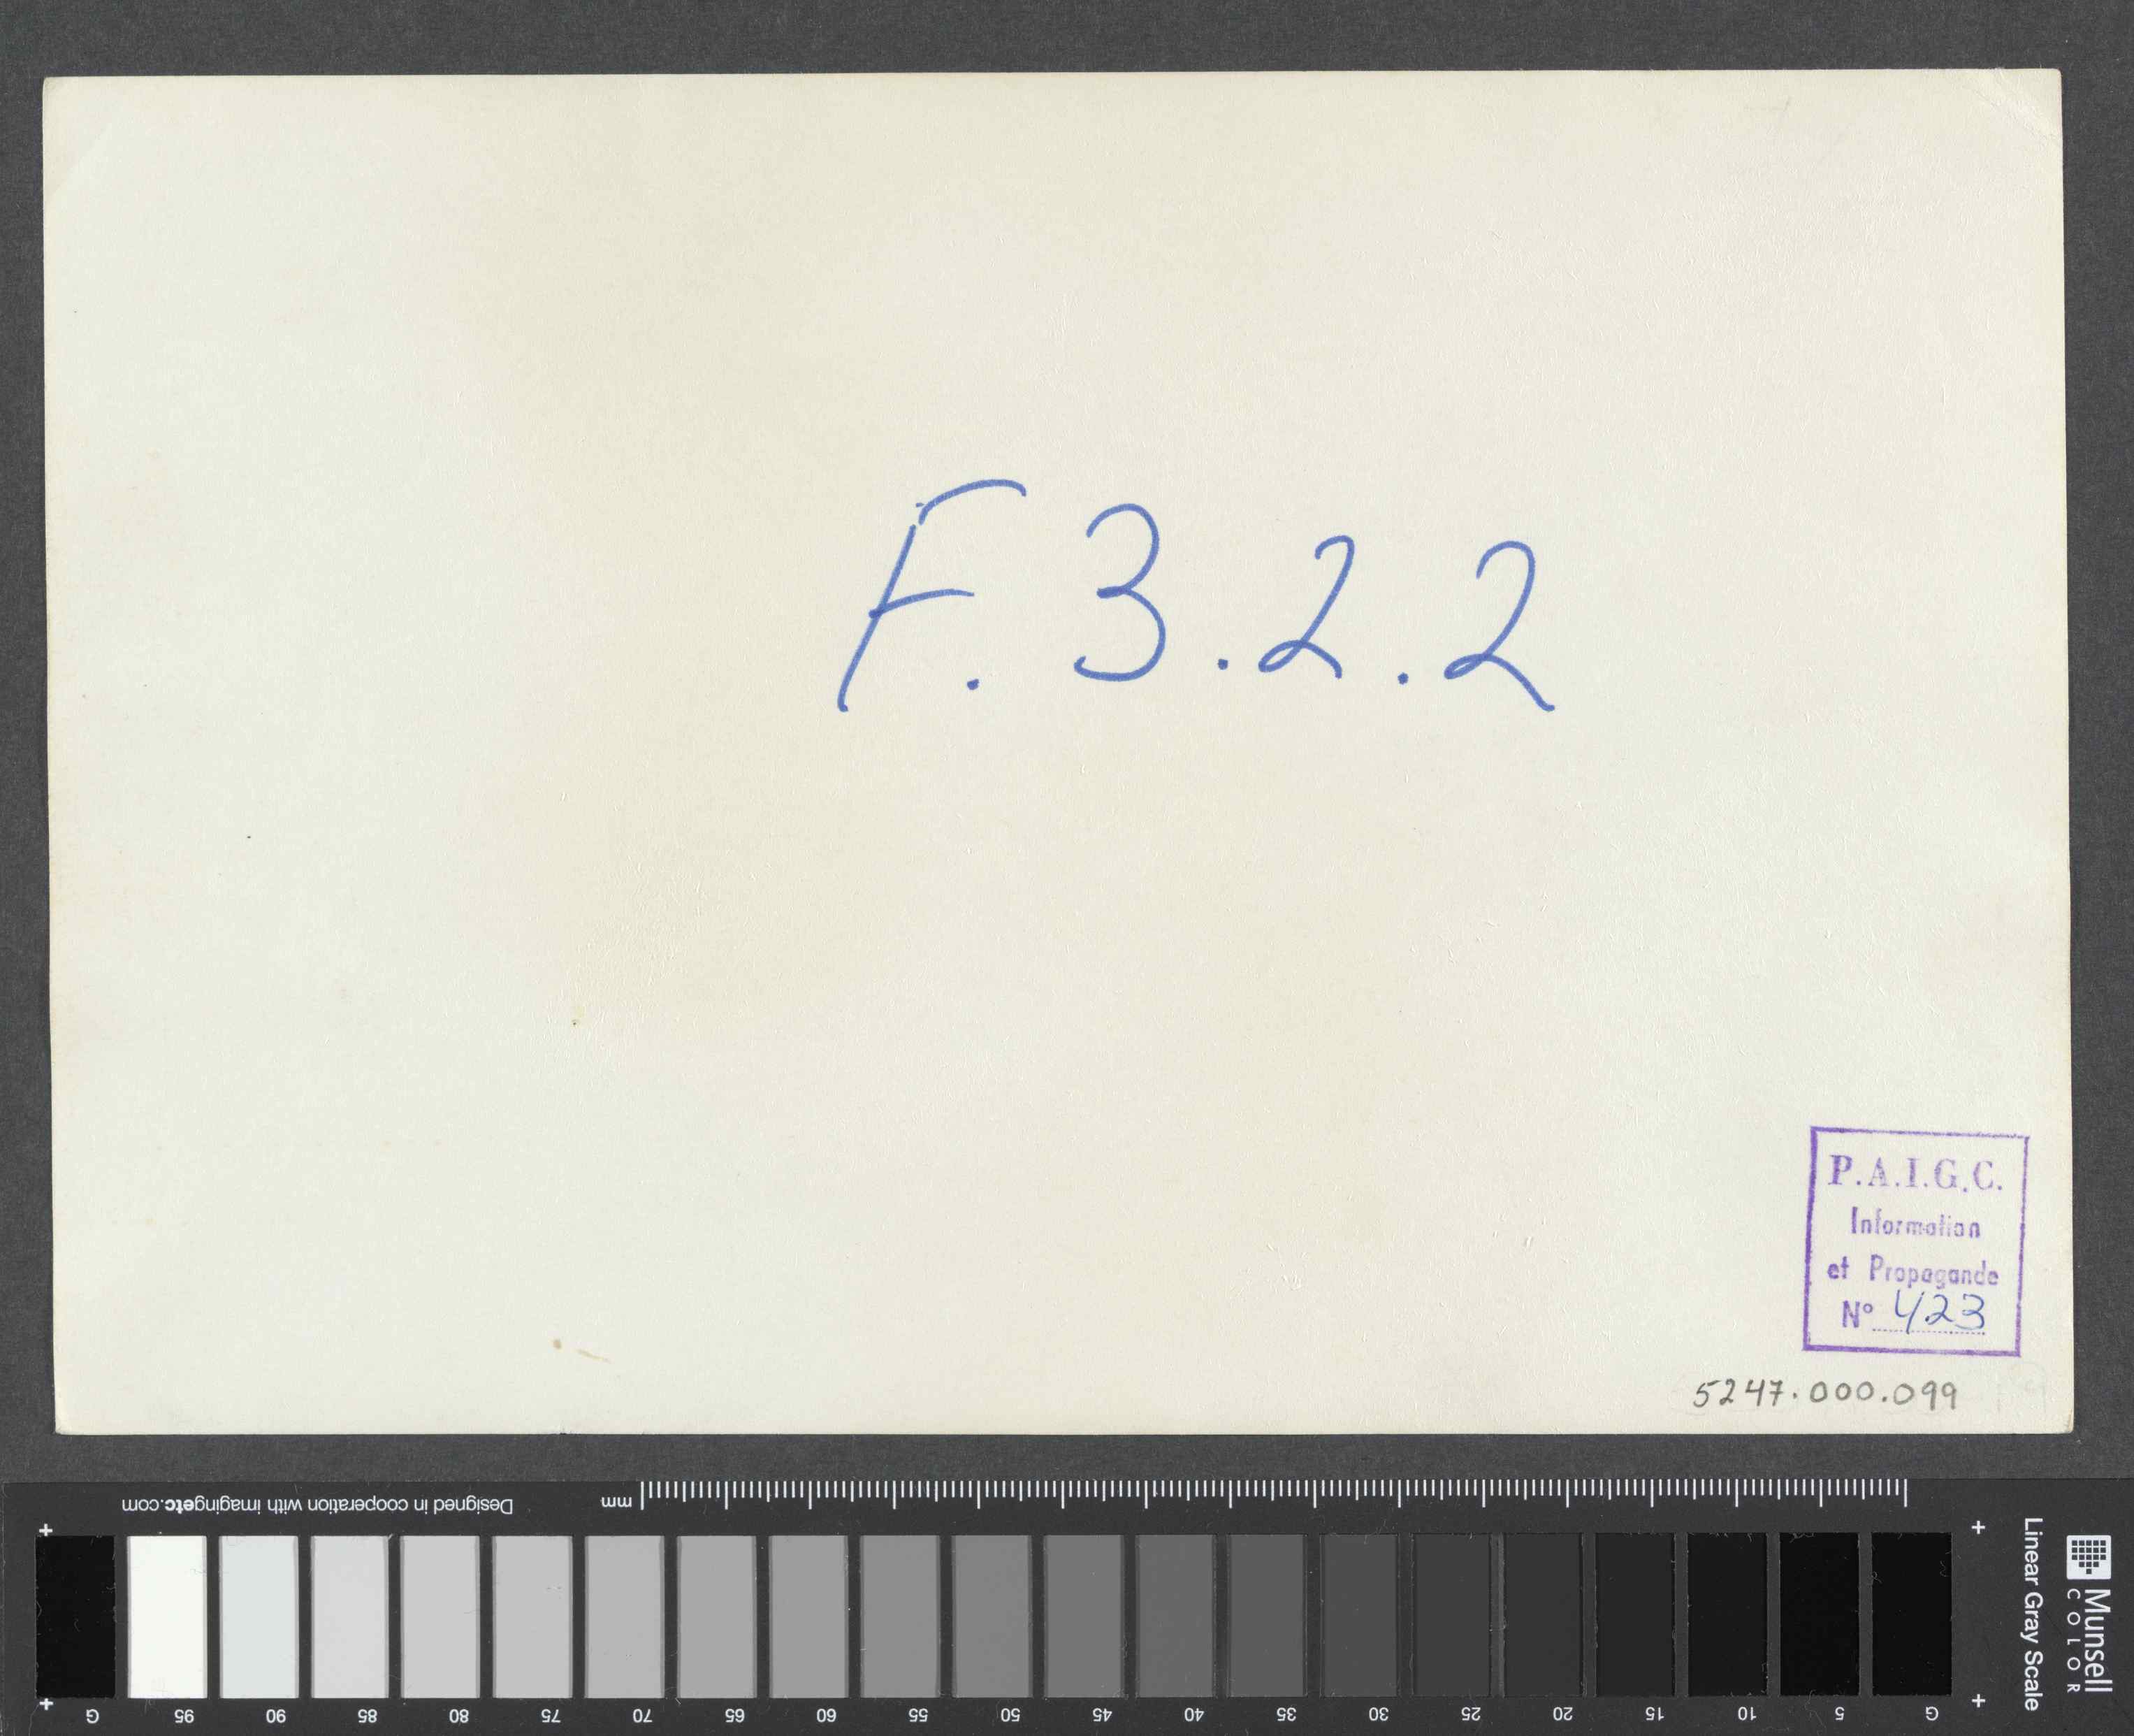 F.3.2.2
P.A.I.G.C.
Information
et Propagande
Nº 423
5247.000.099
Designed in cooperation with imagingetc.com
mm
G 95 90 85 80 75 70 65 60 55 50 45 40 35 30 25 20 15 10 5 G
Linear Gray Scale
Munsell
COLOR